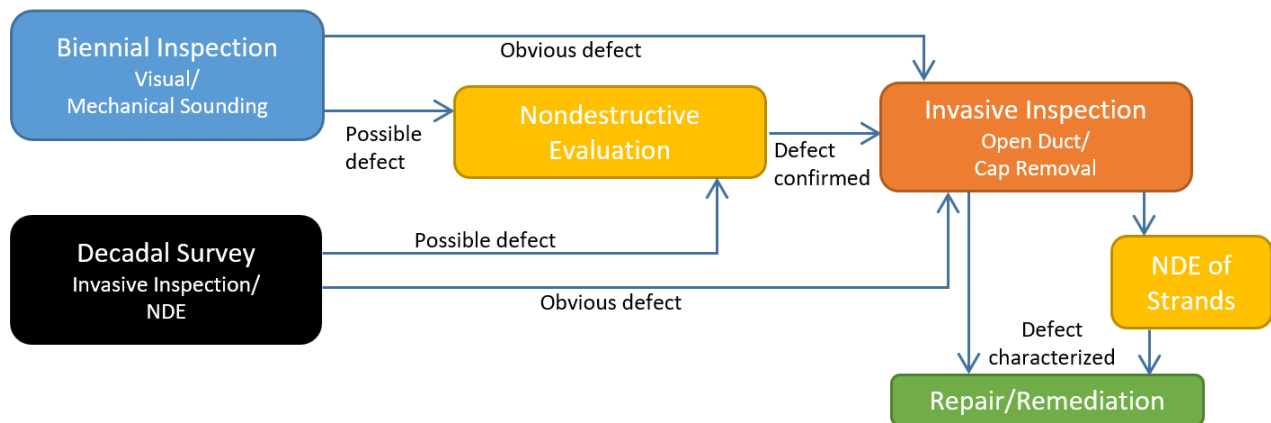 Biennial Inspection
Visual/
Mechanical Sounding
Obvious defect
Possible
defect
Nondestructive
Evaluation
Defect
confirmed
Invasive Inspection
Open Duct/
Cap Removal
Decadal Survey
Invasive Inspection/
NDE
Possible defect
Obvious defect
NDE of
Strands
Defect
characterized
Repair/Remediation